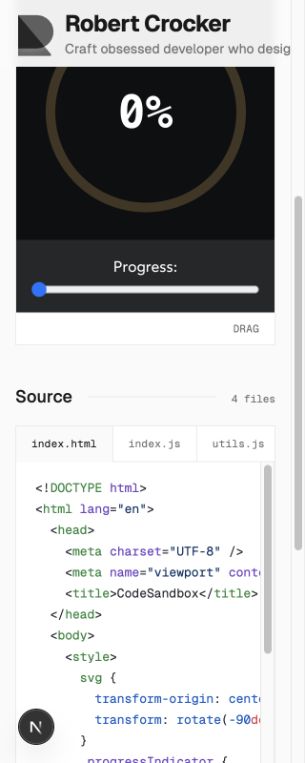 Robert Crocker
Craft obsessed developer who desig
0%
Progress:
DRAG
Source
4 files
index.html index.js utils.js
<!DOCTYPE html>
<html lang="en">
<head>
<meta charset="UTF-8" />
<meta name="viewport" conte
<title>CodeSandbox</title>
</head>
<body>
<style>
svg {
transform-origin: cente
transform: rotate(-90de
}
.progressIndicator {
N